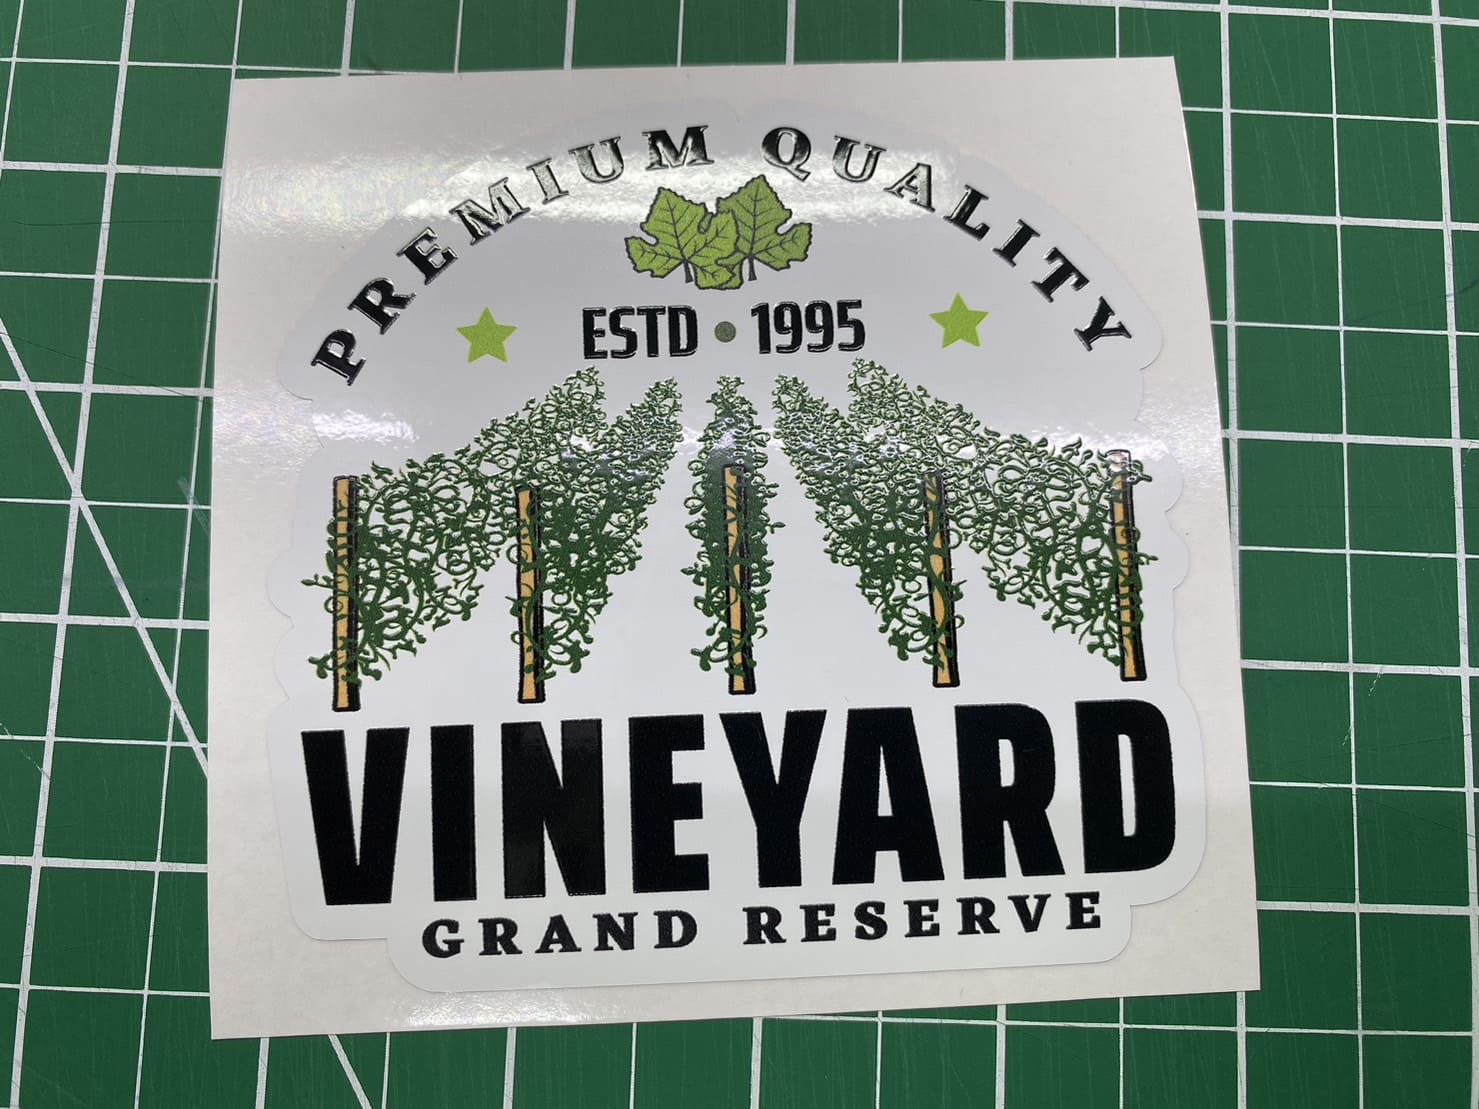 PREMIUM QUALITY
ESTD • 1995
VINEYARD
GRAND RESERVE